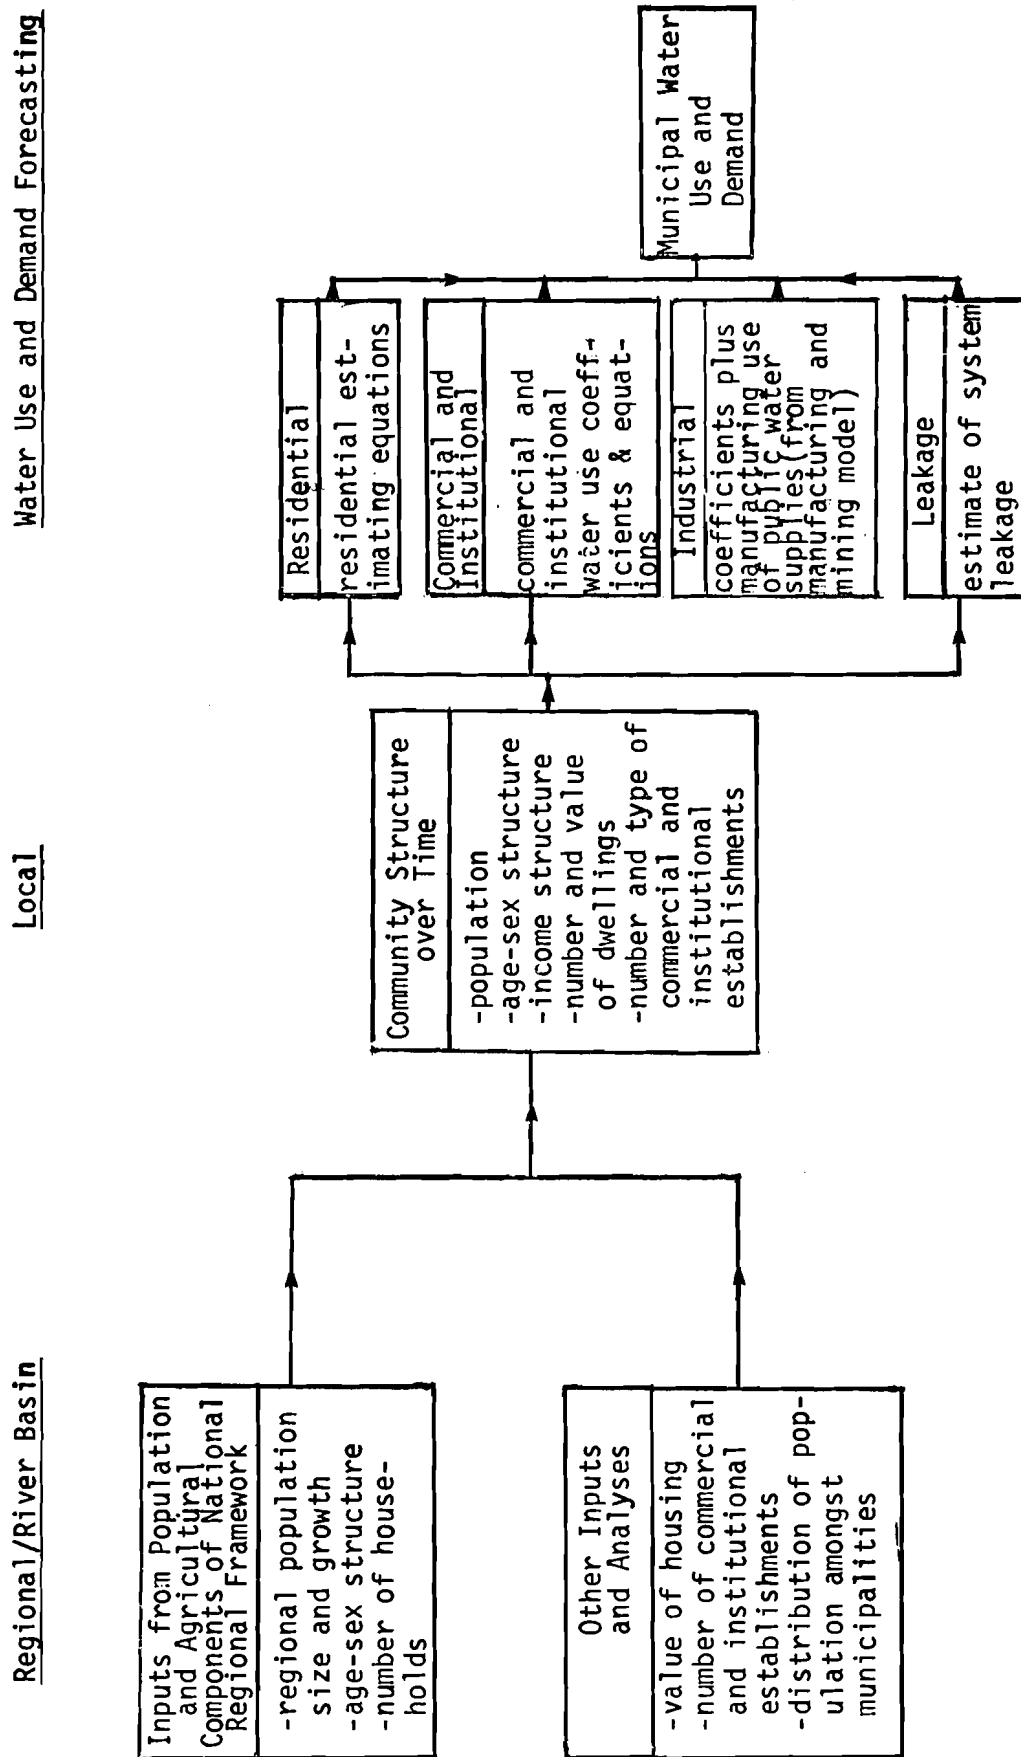 Regional/River Basin
Local
Water Use and Demand Forecasting
Inputs from Population
and Agricultural
Components of National
Regional Framework
-regional population
size and growth
-age-sex structure
-number of house-
holds
Other Inputs
and Analyses
-value of housing
-number of commercial
and institutional
establishments
-distribution of pop-
ulation amongst
municipalities
Community Structure
over Time
-population
-age-sex structure
-income structure
-number and value
of dwellings
-number and type of
commercial and
institutional
establishments
Residential
residential est-
imating equations
Commercial and
Institutional
commercial and
institutional
water use coeff-
icients & equat-
ions
Industrial
coefficients plus
manufacturing use
of public water
supplies(from
manufacturing and
mining model)
Leakage
estimate of system
leakage
Municipal Water
Use and
Demand